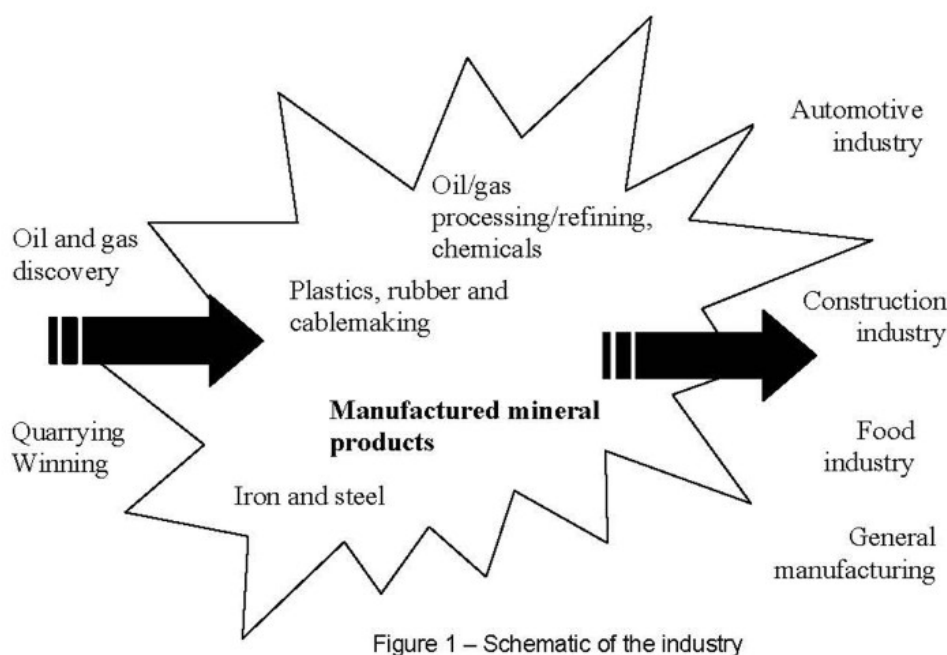 Automotive
industry
Oil/gas
processing/refining,
chemicals
Oil and gas
discovery
Plastics, rubber and
cablemaking
Construction
industry
Manufactured mineral
products
Quarrying
Winning
Food
industry
Iron and steel
General
manufacturing
Figure 1 – Schematic of the industry